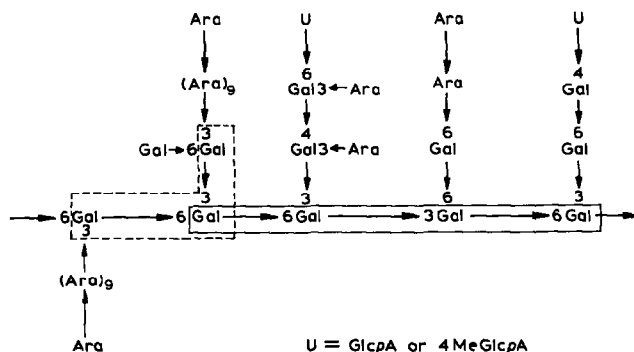 Ara U Ara U
6 4
(Ara)9 Gal3←Ara Ara Gal
3 4 6 6
Gal→6Gal Gal3←Ara Gal Gal
3 3 6 3
→6Gal→6Gal→6Gal→3Gal→6Gal→
3
(Ara)9
Ara
U = GlcpA or 4MeGlcpA